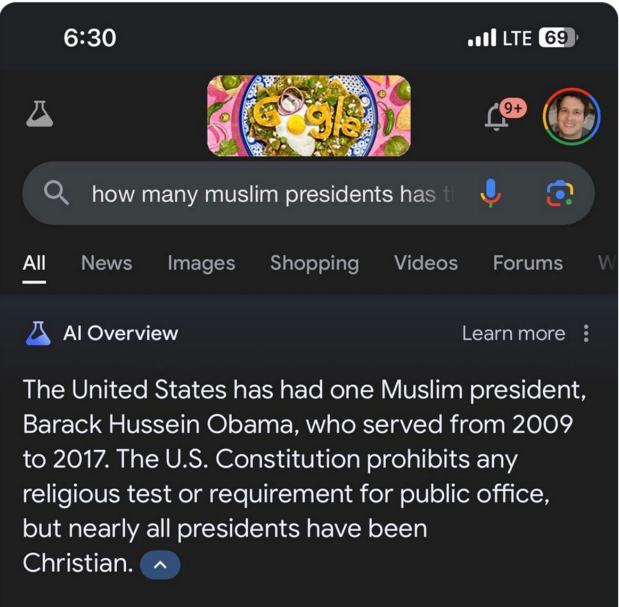 6:30 LTE 69
Google 9+
how many muslim presidents has
All News Images Shopping Videos Forums W
AI Overview Learn more
The United States has had one Muslim president,
Barack Hussein Obama, who served from 2009
to 2017. The U.S. Constitution prohibits any
religious test or requirement for public office,
but nearly all presidents have been
Christian.